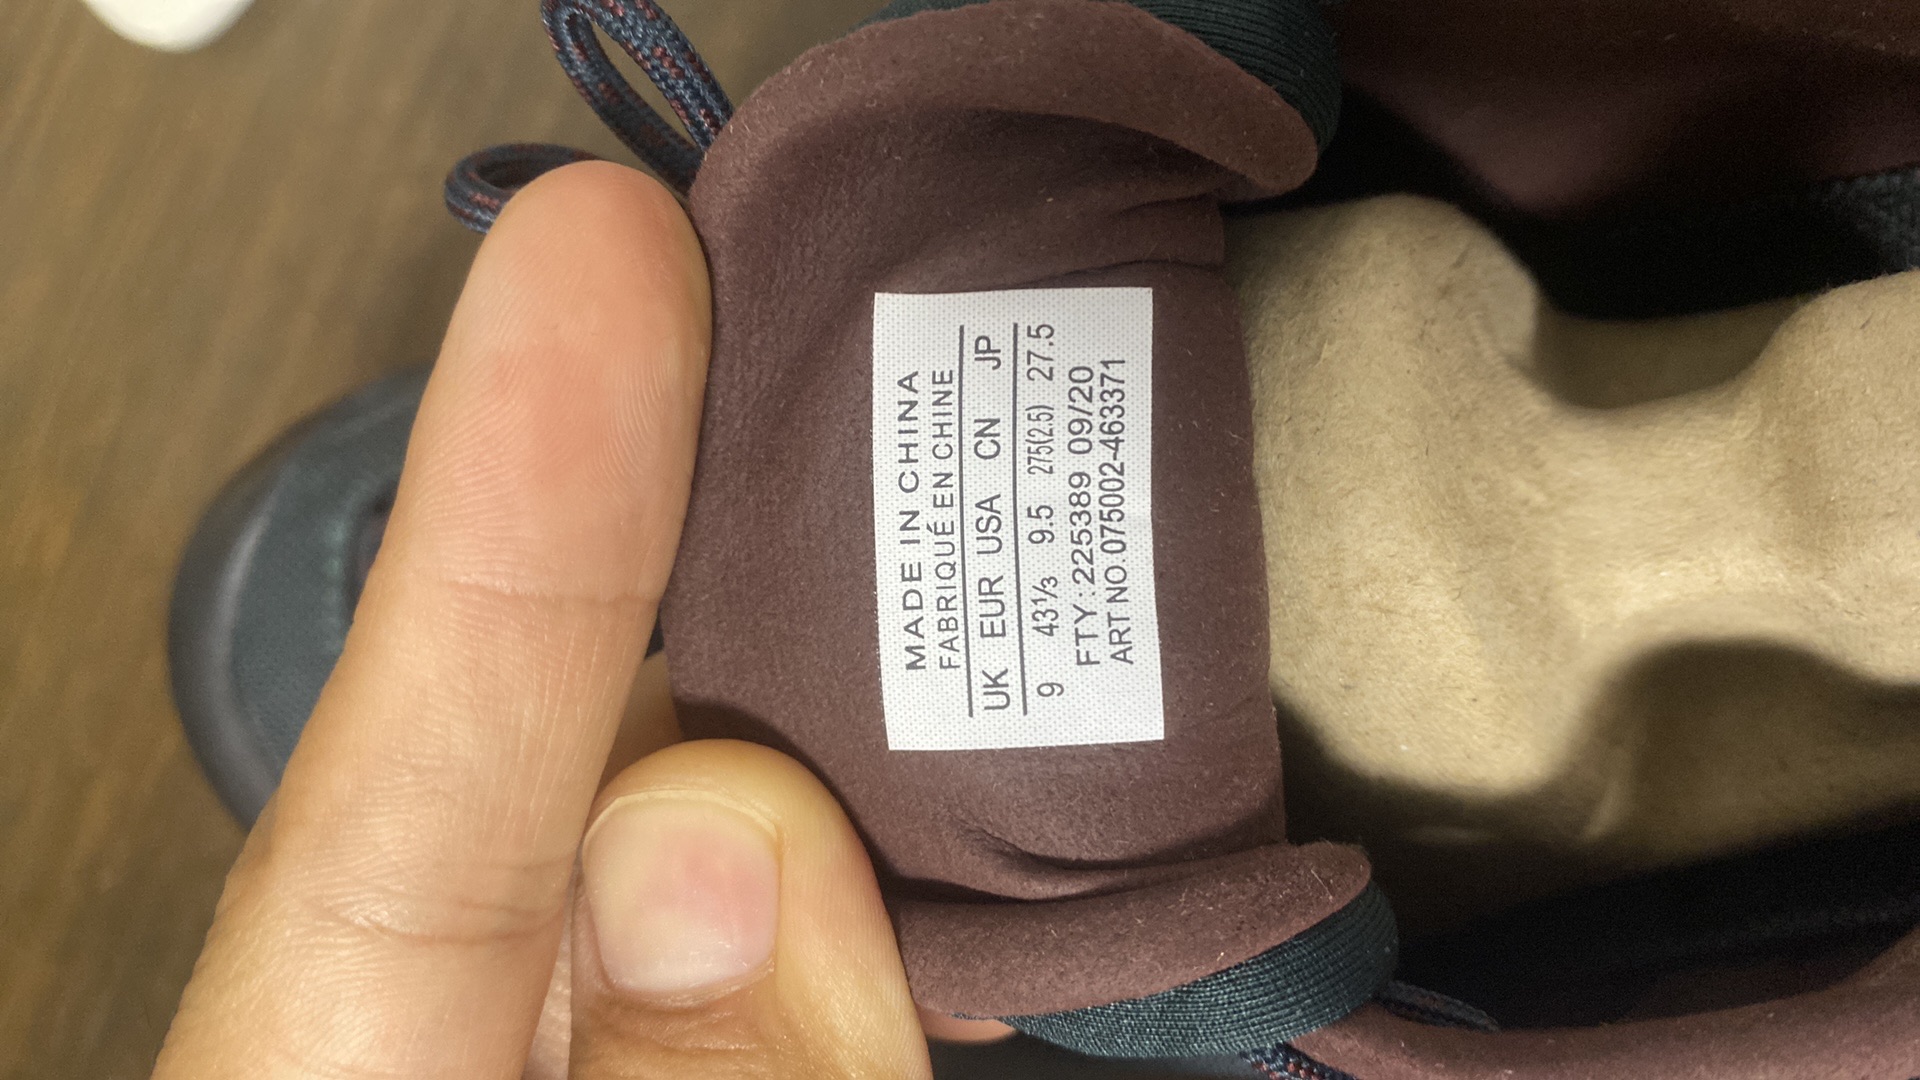 MADE IN CHINA
FABRIQUÉ EN CHINE
UK EUR USA CN JP
9 43⅓ 9.5 275(2.5) 27.5
FTY:225389 09/20
ART NO.075002-463371